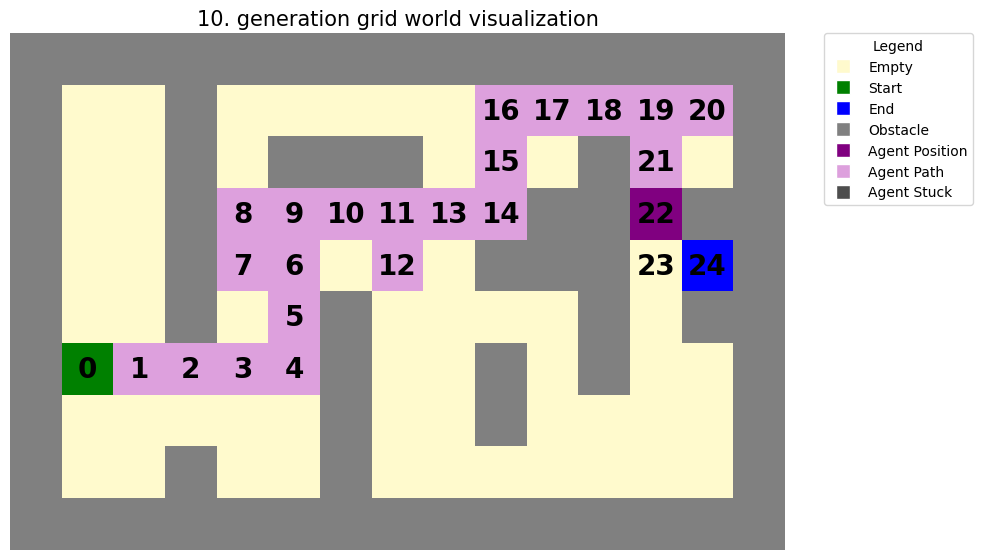 10. generation grid world visualization
16 17 18 19 20
15 21
8 9 10 11 13 14 22
7 6 12 23 24
5
0 1 2 3 4
Legend
Empty
Start
End
Obstacle
Agent Position
Agent Path
Agent Stuck